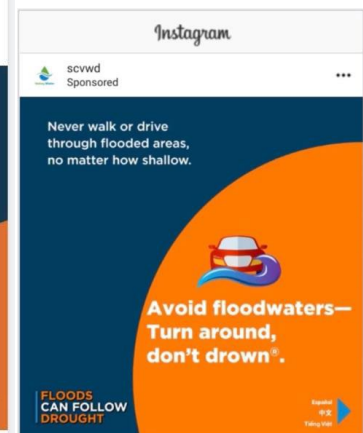 Instagram
scvwd
Sponsored
Never walk or drive
through flooded areas,
no matter how shallow.
Avoid floodwaters—
Turn around,
don't drown®.
FLOODS
CAN FOLLOW
DROUGHT
Español
中文
Tiếng Việt